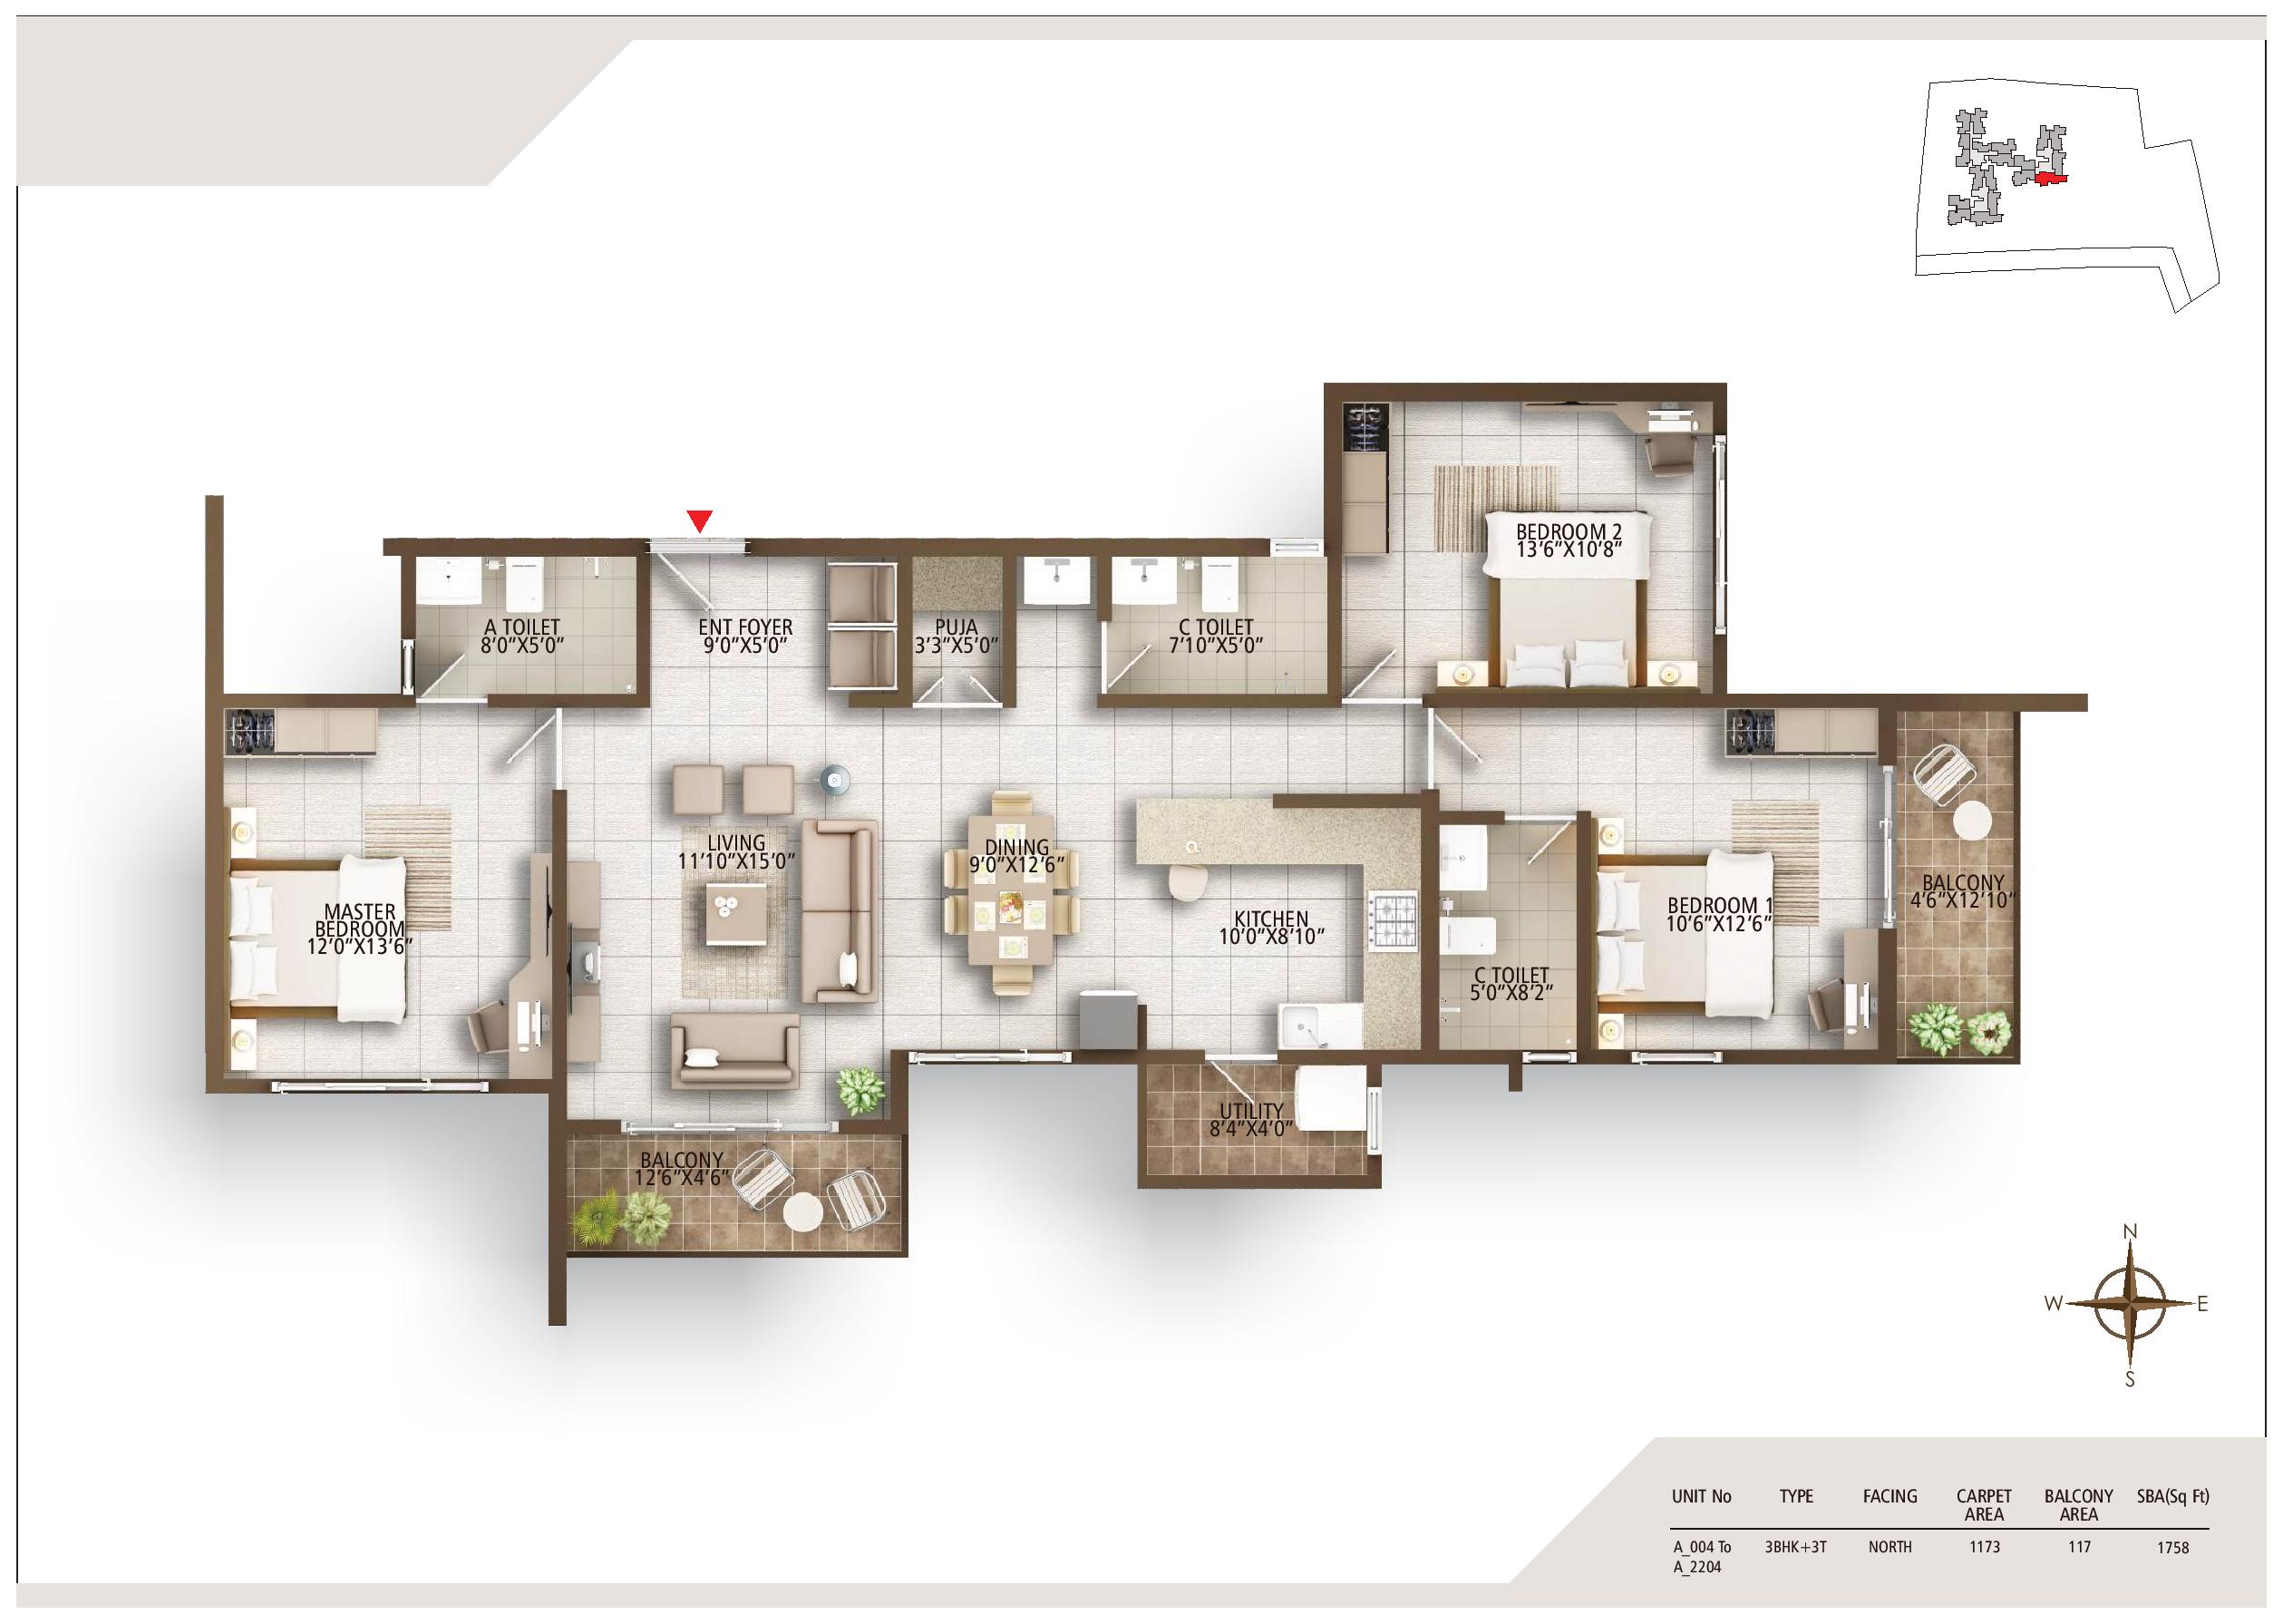 BEDROOM 2
13'6"X10'8"
A TOILET
8'0"X5'0"
ENT FOYER
9'0"X5'0"
PUJA
3'3"X5'0"
C TOILET
7'10"X5'0"
LIVING
11'10"X15'0"
DINING
9'0"X12'6"
MASTER
BEDROOM
12'0"X13'6"
KITCHEN
10'0"X8'10"
C TOILET
5'0"X8'2"
BEDROOM 1
10'6"X12'6"
BALCONY
4'6"X12'10"
UTILITY
8'4"X4'0"
BALCONY
12'6"X4'6"
N
W E
S
UNIT No TYPE FACING CARPET AREA BALCONY AREA SBA(Sq Ft)
A_004 To A_2204 3BHK+3T NORTH 1173 117 1758